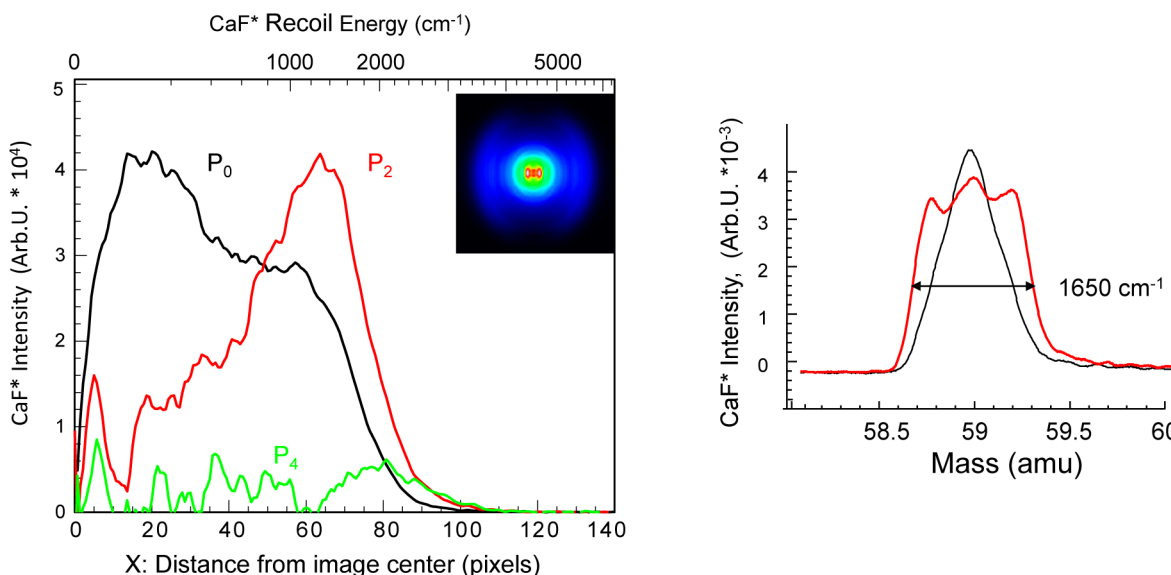 CaF* Recoil Energy (cm⁻¹)
0 1000 2000 5000
CaF* Intensity (Arb.U. * 10⁴)
5
4
3
2
1
0
P₀
P₂
P₄
0 20 40 60 80 100 120 140
X: Distance from image center (pixels)
CaF* Intensity, (Arb.U. *10⁻³)
4
3
2
1
0
1650 cm⁻¹
58.5 59 59.5 60
Mass (amu)